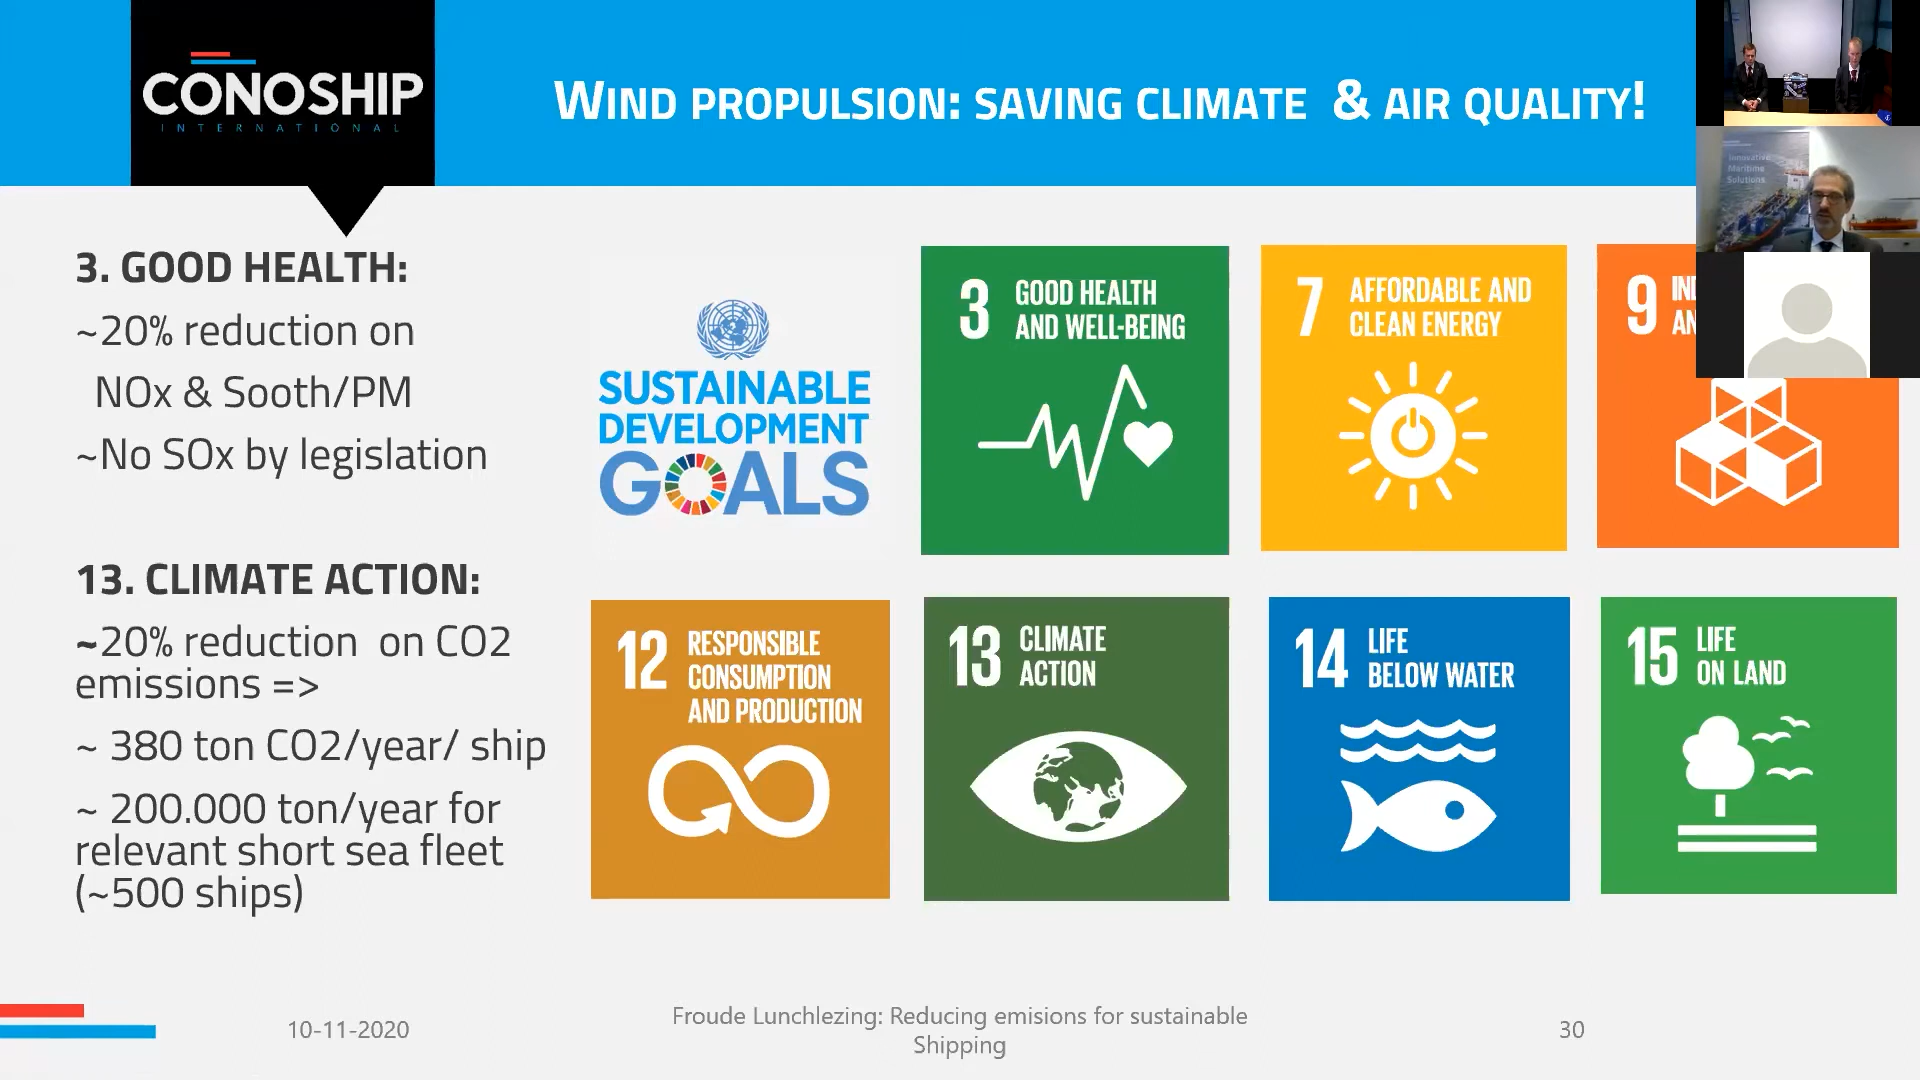 CONOSHIP
INTERNATIONAL
WIND PROPULSION: SAVING CLIMATE & AIR QUALITY!
Innovative
Maritime
Solutions
3. GOOD HEALTH:
~20% reduction on
NOx & Sooth/PM
~No SOx by legislation
13. CLIMATE ACTION:
~20% reduction on CO2
emissions =>
~ 380 ton CO2/year/ ship
~ 200.000 ton/year for
relevant short sea fleet
(~500 ships)
SUSTAINABLE
DEVELOPMENT
GOALS
3 GOOD HEALTH
AND WELL-BEING
7 AFFORDABLE AND
CLEAN ENERGY
9
12 RESPONSIBLE
CONSUMPTION
AND PRODUCTION
13 CLIMATE
ACTION
14 LIFE
BELOW WATER
15 LIFE
ON LAND
10-11-2020
Froude Lunchlezing: Reducing emisions for sustainable
Shipping
30